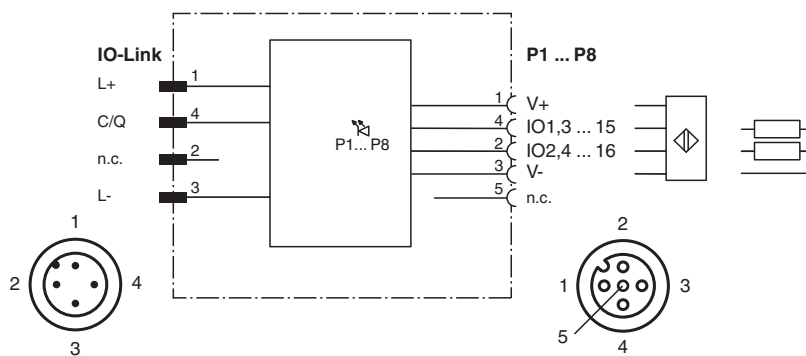 IO-Link
P1 ... P8
L+ 1
C/Q 4
n.c. 2
L- 3
P1... P8
1 V+
4 IO1,3 ... 15
2 IO2,4 ... 16
3 V-
5 n.c.
1
2 4
3
2
1 3
5
4